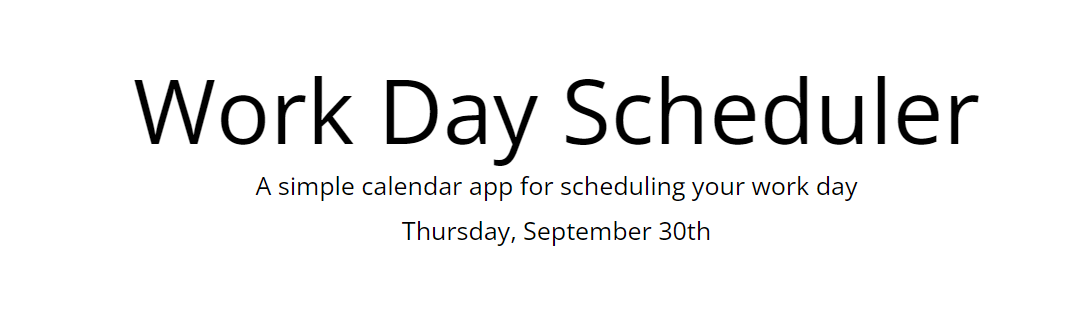 Work Day Scheduler
A simple calendar app for scheduling your work day
Thursday, September 30th